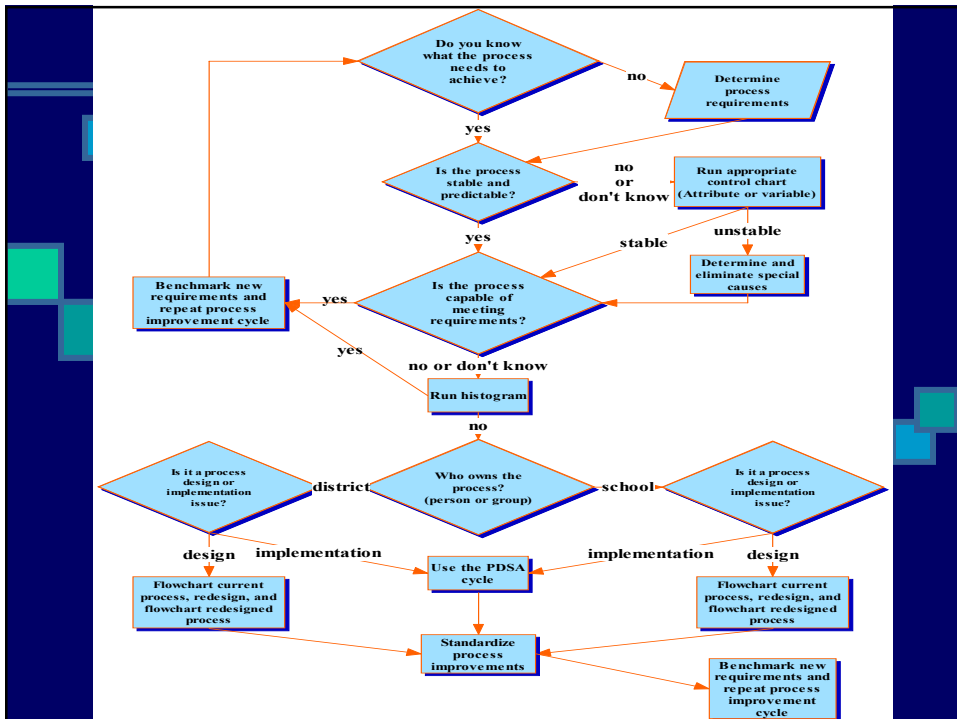 Do you know
what the process
needs to
achieve?
no
Determine
process
requirements
yes
Is the process
stable and
predictable?
no
or
don't know
Run appropriate
control chart
(Attribute or variable)
yes
stable
unstable
Determine and
eliminate special
causes
Benchmark new
requirements and
repeat process
improvement cycle
yes
Is the process
capable of
meeting
requirements?
yes
no or don't know
Run histogram
no
Is it a process
design or
implementation
issue?
district
Who owns the
process?
(person or group)
school
Is it a process
design or
implementation
issue?
design
implementation
implementation
design
Use the PDSA
cycle
Flowchart current
process, redesign, and
flowchart redesigned
process
Flowchart current
process, redesign, and
flowchart redesigned
process
Standardize
process
improvements
Benchmark new
requirements and
repeat process
improvement
cycle